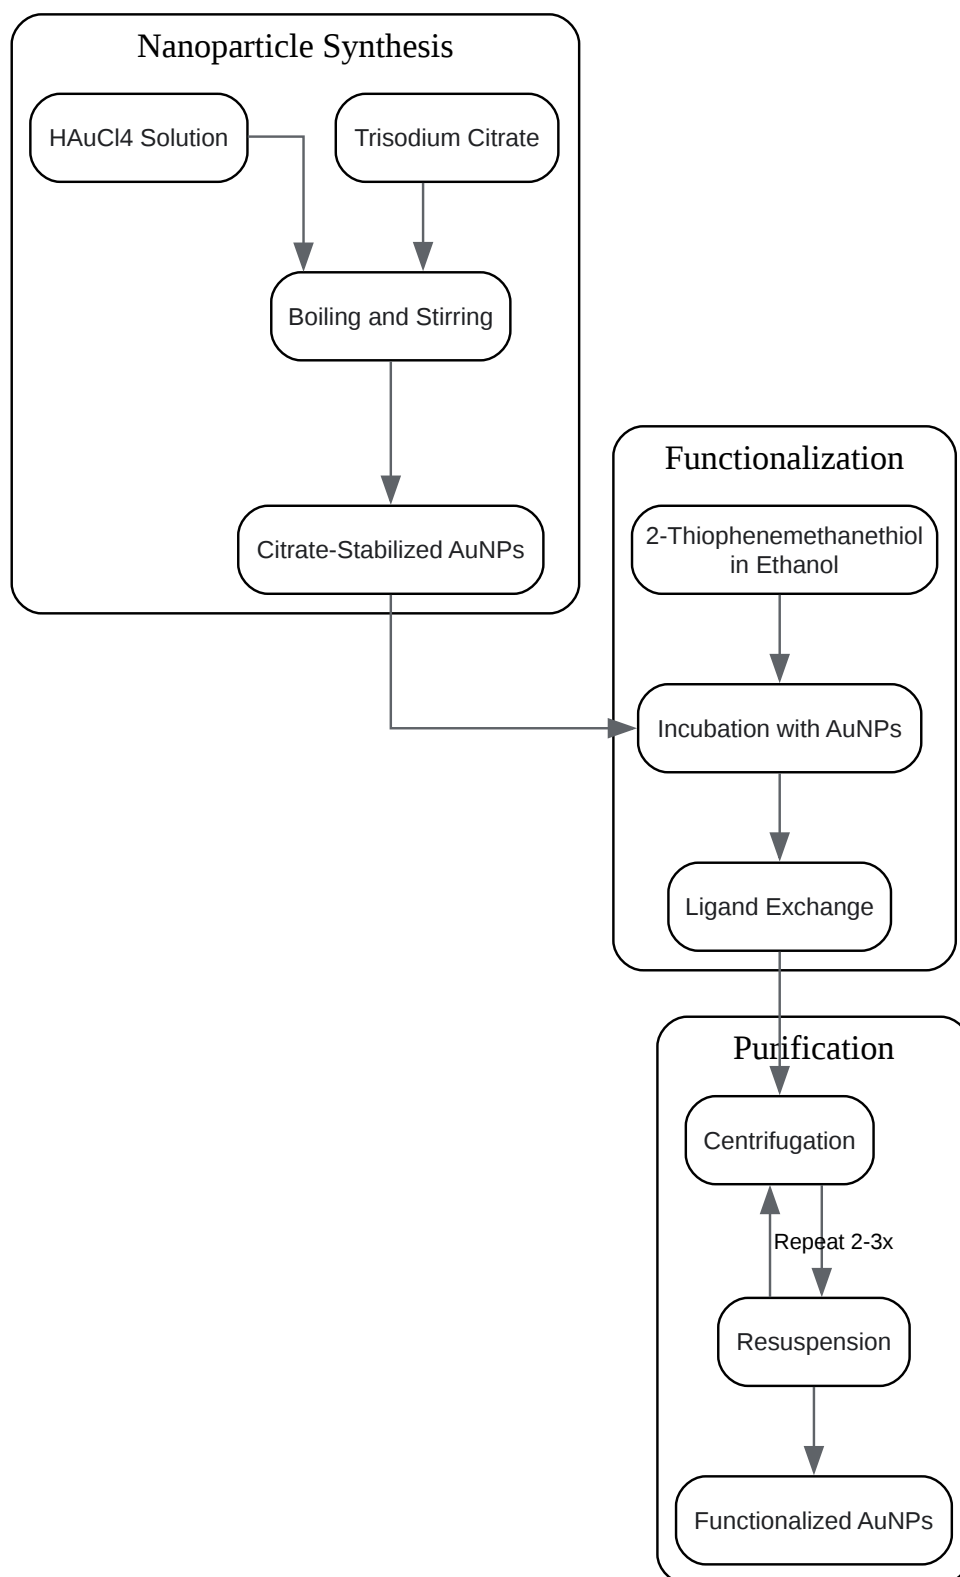 Nanoparticle Synthesis
HAuCl4 Solution
Trisodium Citrate
Boiling and Stirring
Citrate-Stabilized AuNPs
Functionalization
2-Thiophenemethanethiol
in Ethanol
Incubation with AuNPs
Ligand Exchange
Purification
Centrifugation
Repeat 2-3x
Resuspension
Functionalized AuNPs